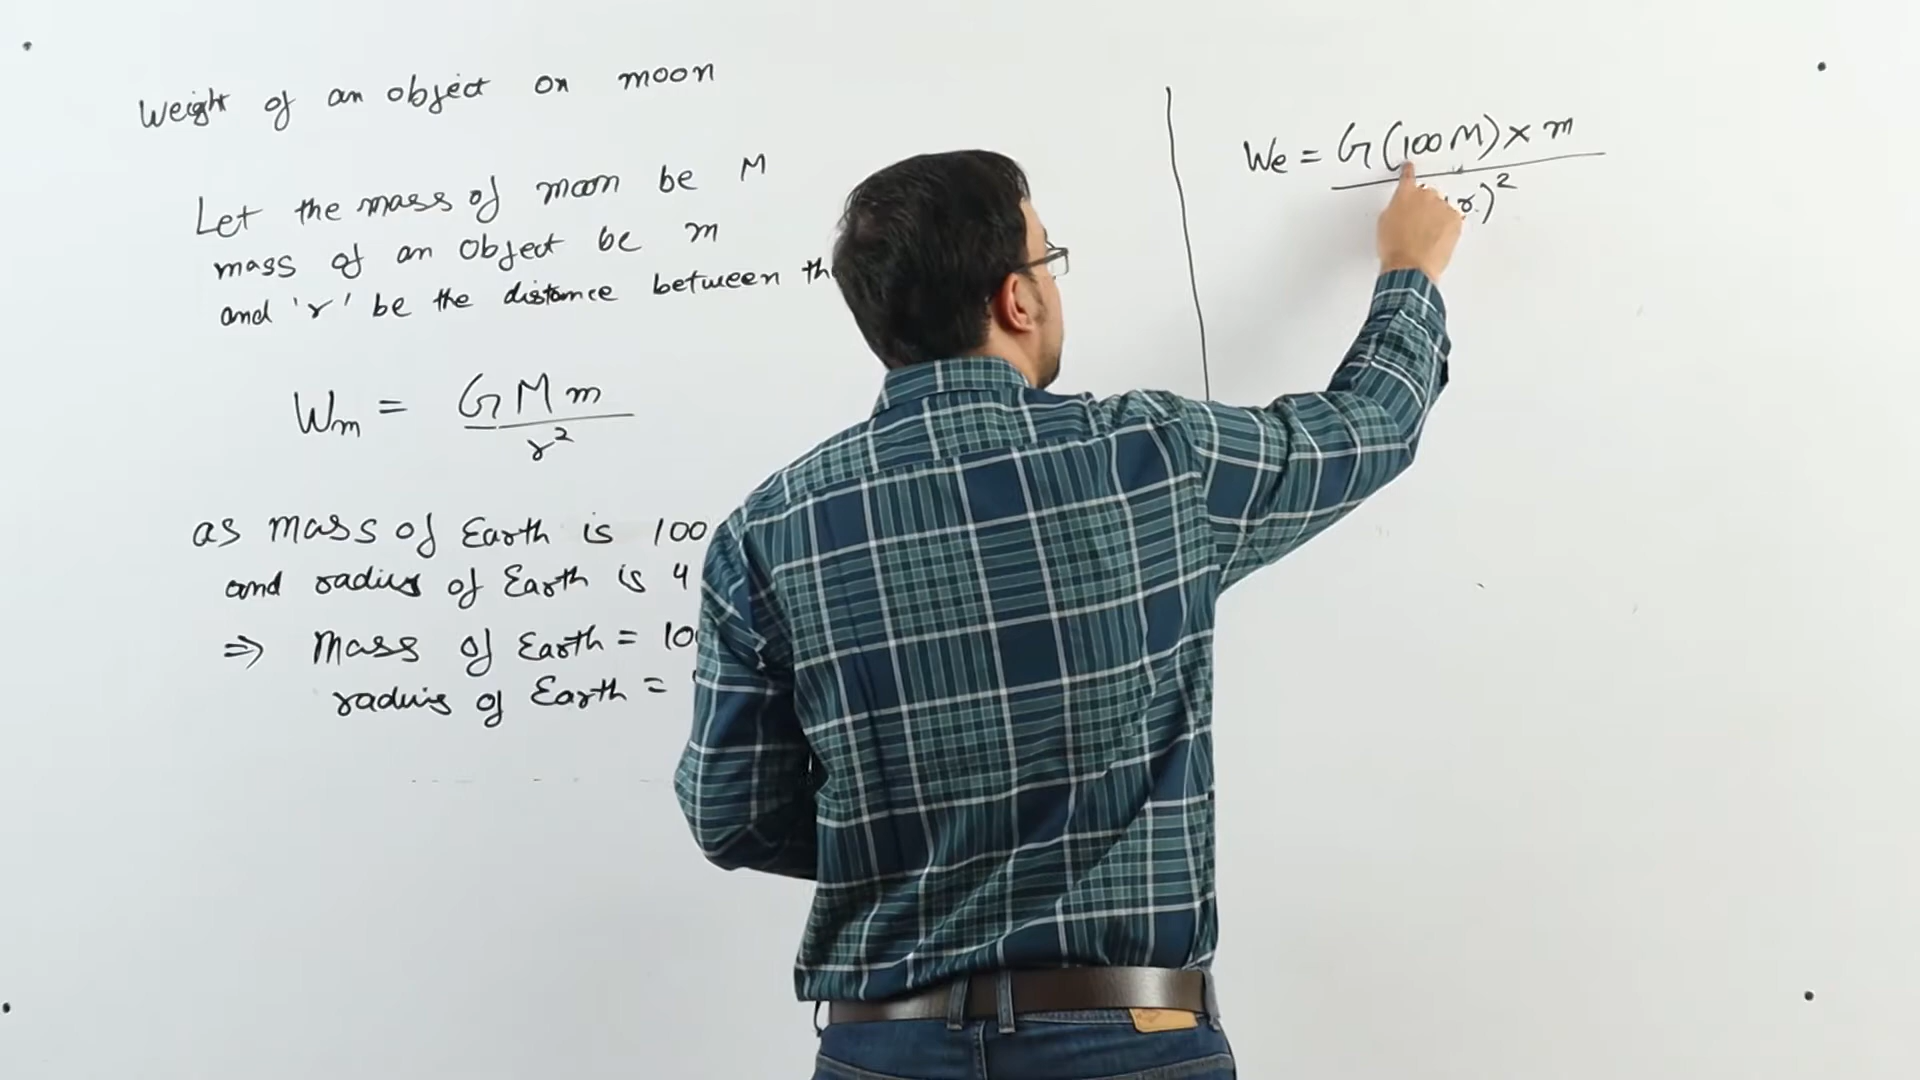 Weight of an object on moon
Let the mass of moon be M
mass of an object be m
and 'r' be the distance between
Wm = GMm
r²
as mass of Earth is 100
and radius of Earth is 4
⇒ Mass of Earth =
radius of Earth =
We = G(100M) × m
r)²